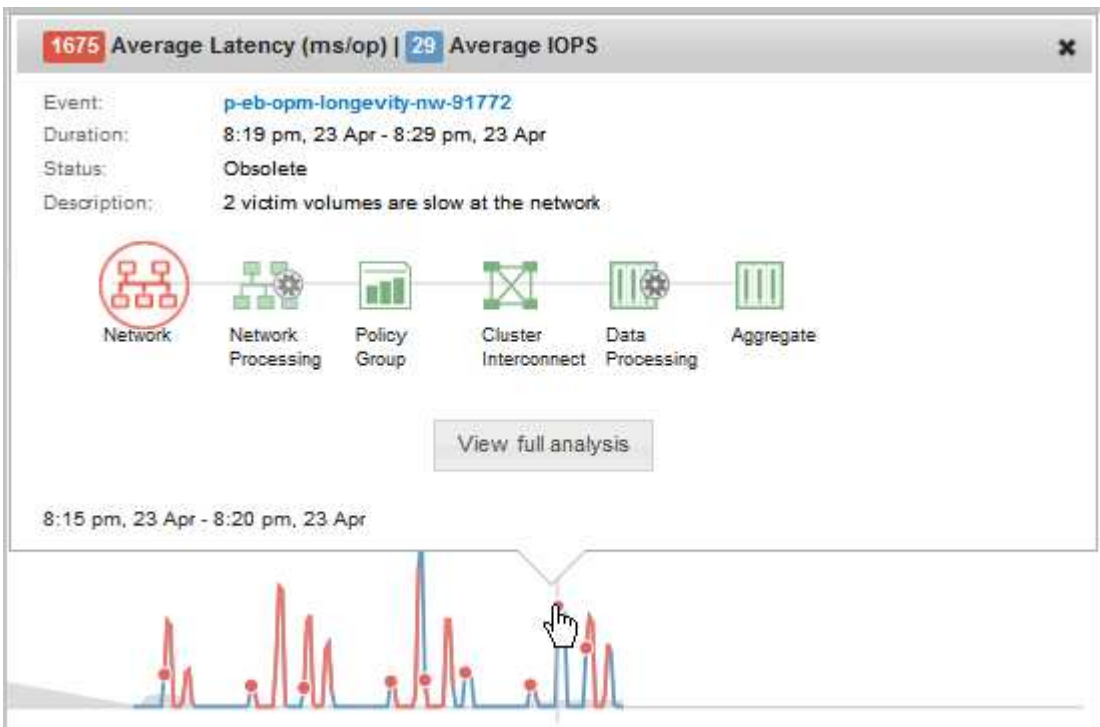 1675 Average Latency (ms/op) | 29 Average IOPS
Event: p-eb-opm-longevity-nw-91772
Duration: 8:19 pm, 23 Apr - 8:29 pm, 23 Apr
Status: Obsolete
Description: 2 victim volumes are slow at the network
Network Network Policy Cluster Data Aggregate
Processing Group Interconnect Processing
View full analysis
8:15 pm, 23 Apr - 8:20 pm, 23 Apr